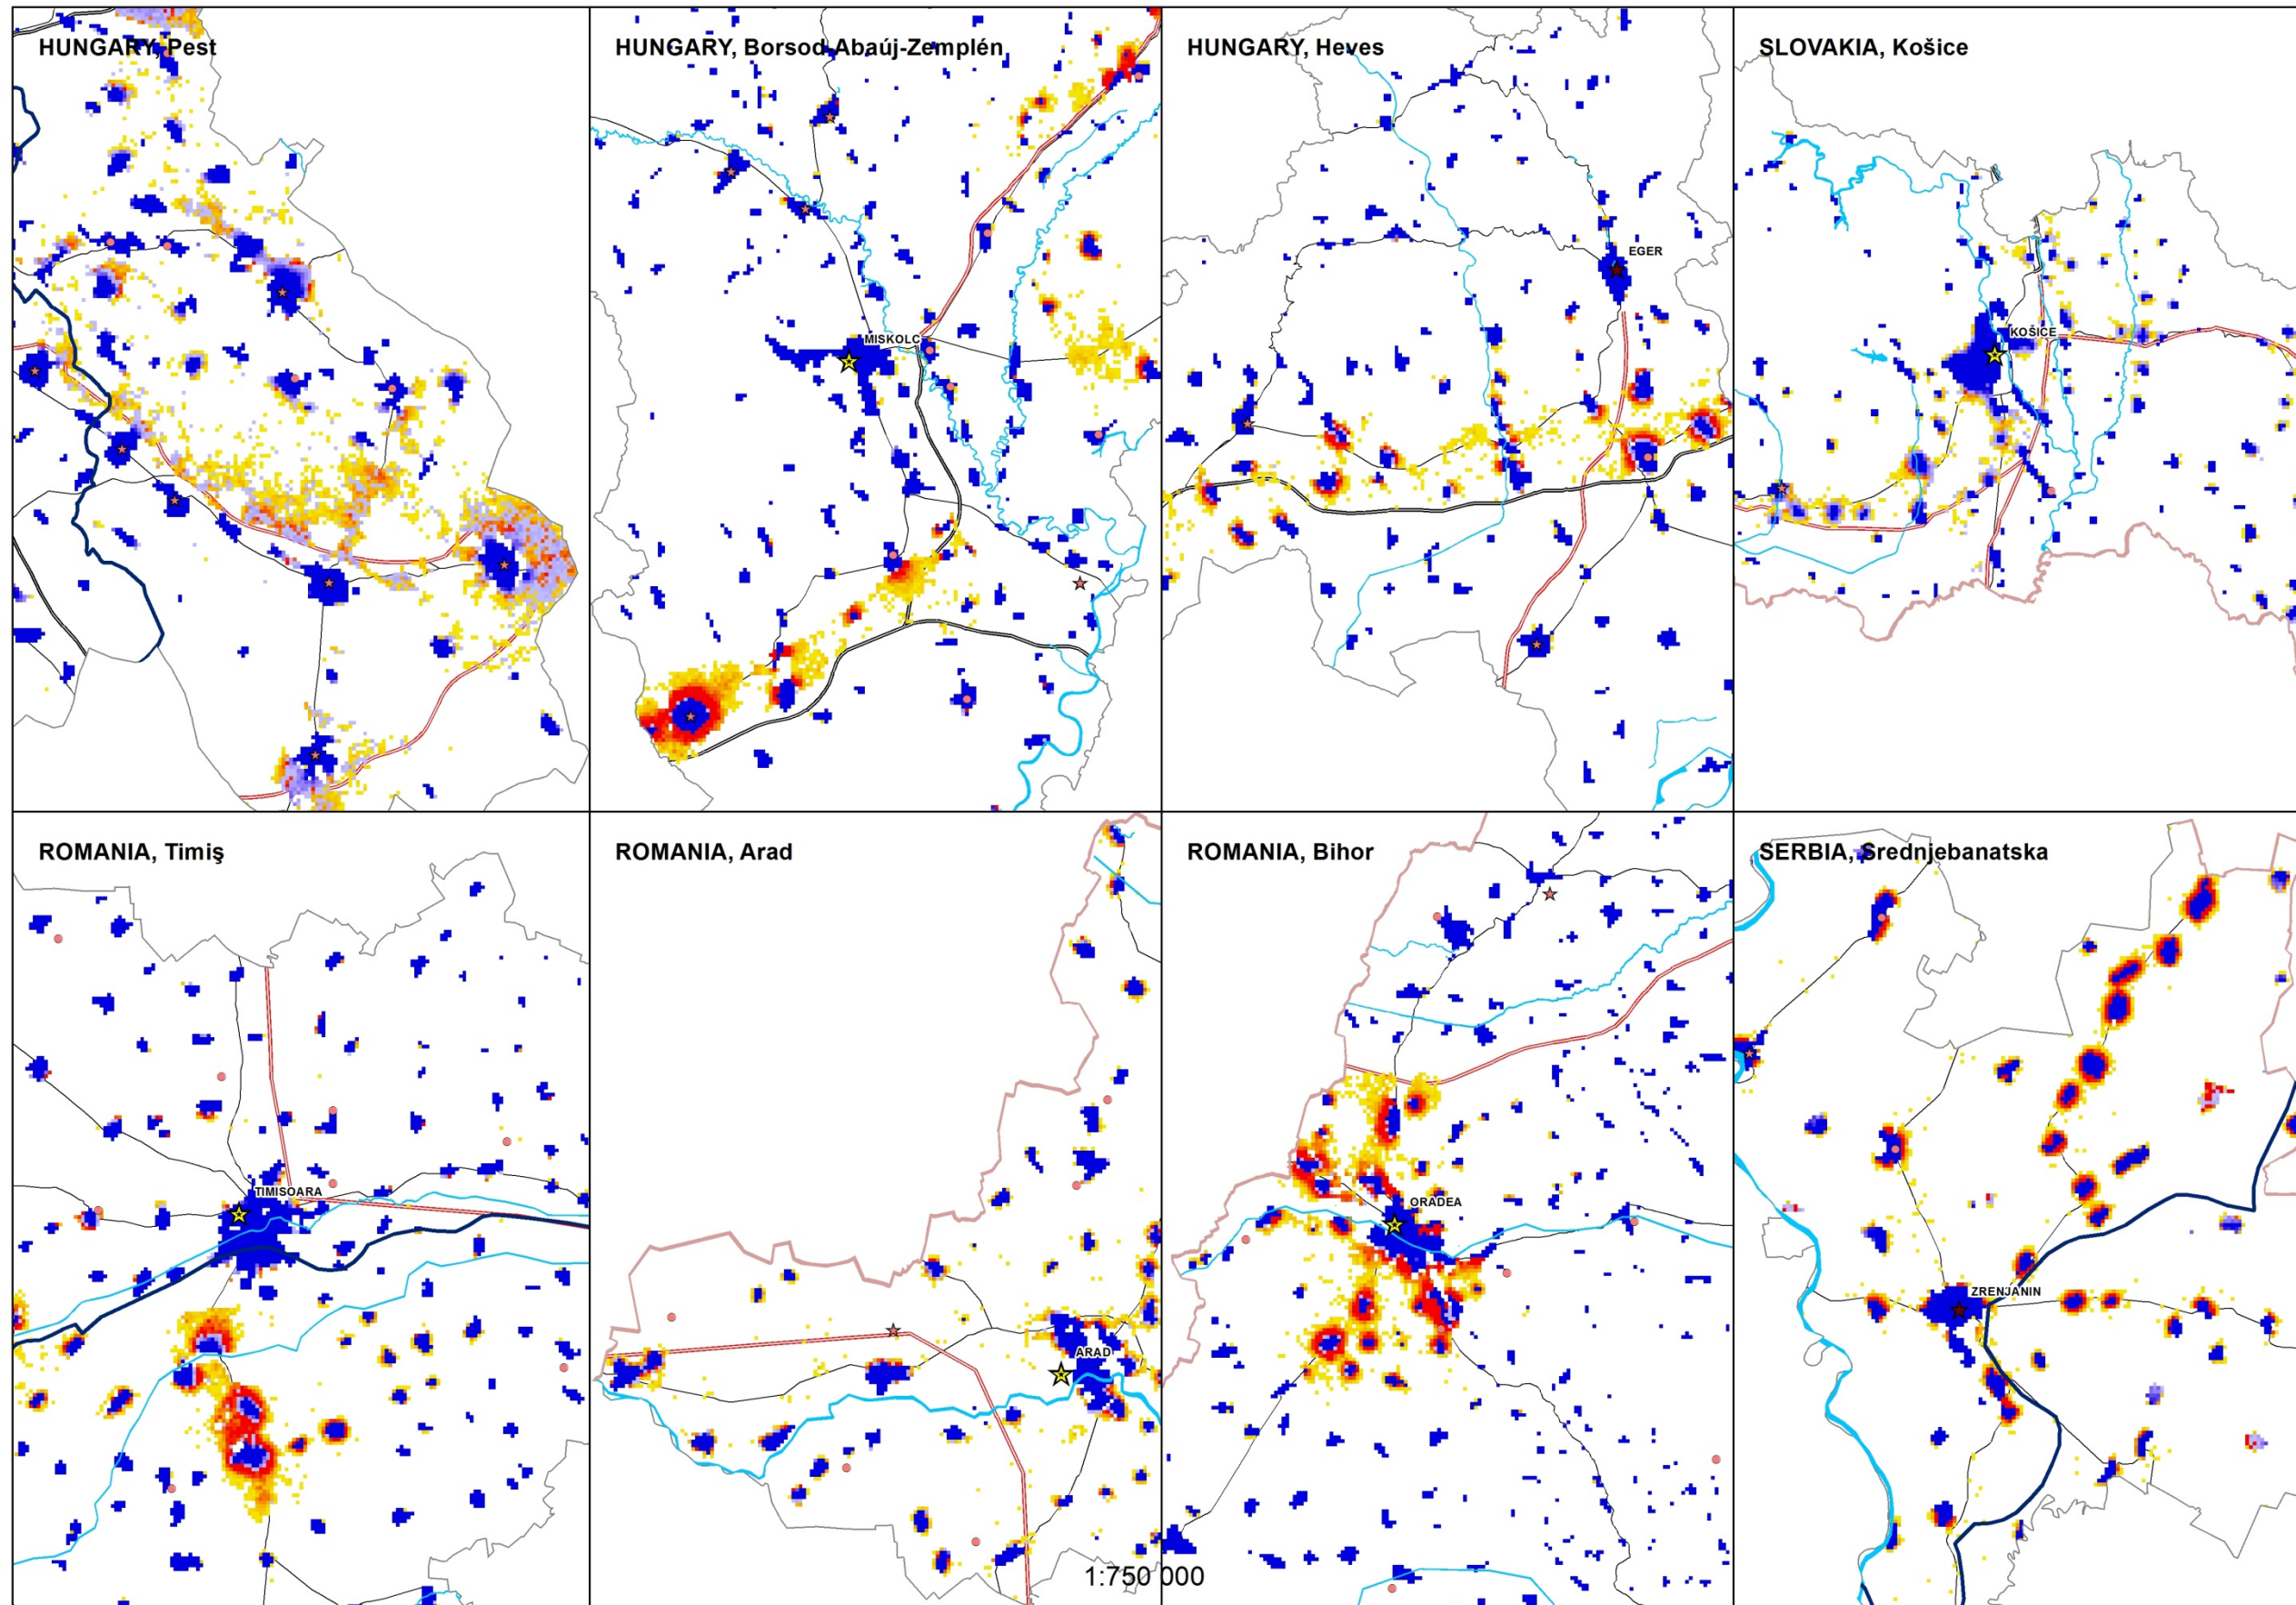 HUNGARY, Pest
HUNGARY, Borsod-Abaúj-Zemplén
HUNGARY, Heves
SLOVAKIA, Košice
EGER
KOŠICE
MISKOLC
ROMANIA, Timiş
ROMANIA, Arad
ROMANIA, Bihor
SERBIA, Srednjebanatska
TIMISOARA
ORADEA
ZRENJANIN
ARAD
1:750 000